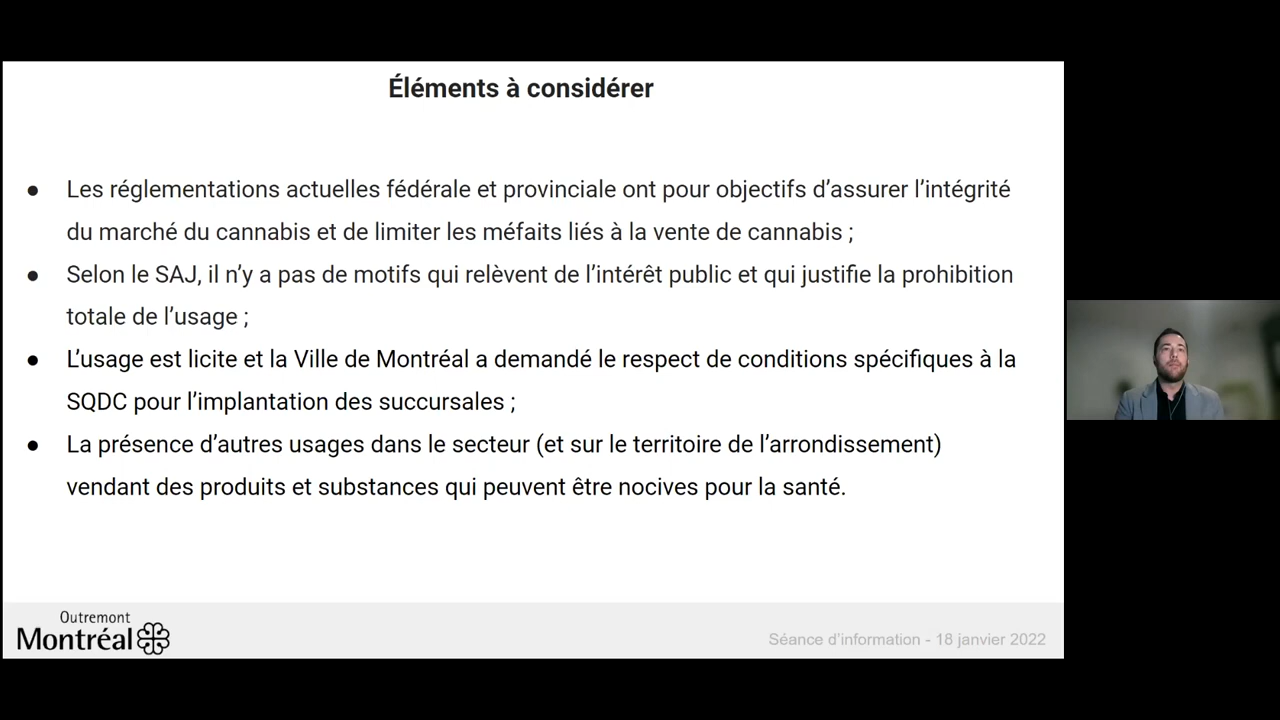 Éléments à considérer
● Les réglementations actuelles fédérale et provinciale ont pour objectifs d’assurer l’intégrité
du marché du cannabis et de limiter les méfaits liés à la vente de cannabis ;
● Selon le SAJ, il n’y a pas de motifs qui relèvent de l’intérêt public et qui justifie la prohibition
totale de l’usage ;
● L’usage est licite et la Ville de Montréal a demandé le respect de conditions spécifiques à la
SQDC pour l’implantation des succursales ;
● La présence d’autres usages dans le secteur (et sur le territoire de l’arrondissement)
vendant des produits et substances qui peuvent être nocives pour la santé.
Outremont
Montréal
Séance d’information - 18 janvier 2022